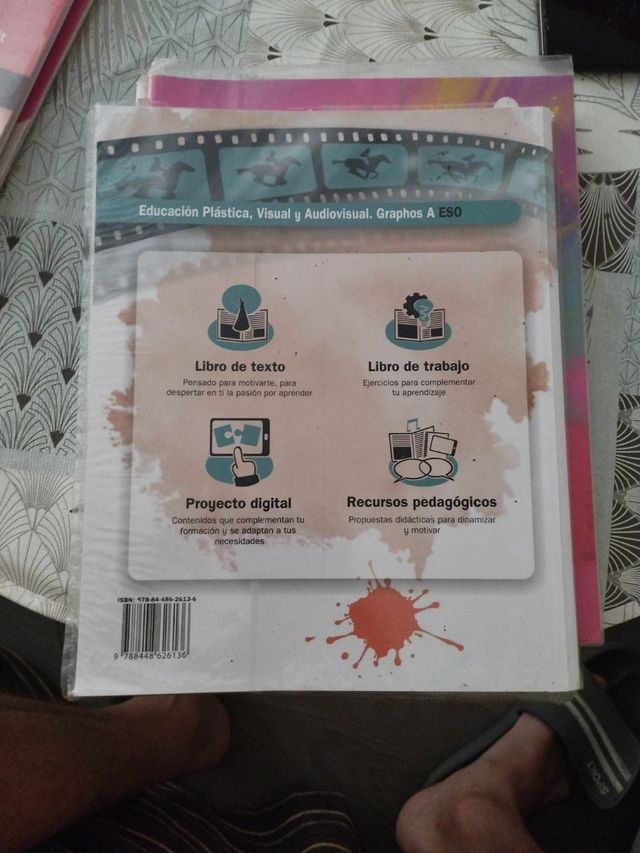 Educación Plástica, Visual y Audiovisual. Graphos A ESO
Libro de texto
Pensado para motivarte, para
despertar en ti la pasión por aprender
Libro de trabajo
Ejercicios para complementar
tu aprendizaje
Proyecto digital
Contenidos que complementan tu
formación y se adaptan a tus
necesidades
Recursos pedagógicos
Propuestas didácticas para dinamizar
y motivar
ISBN: 978-84-486-2613-6
9 788448 626136
SPORT